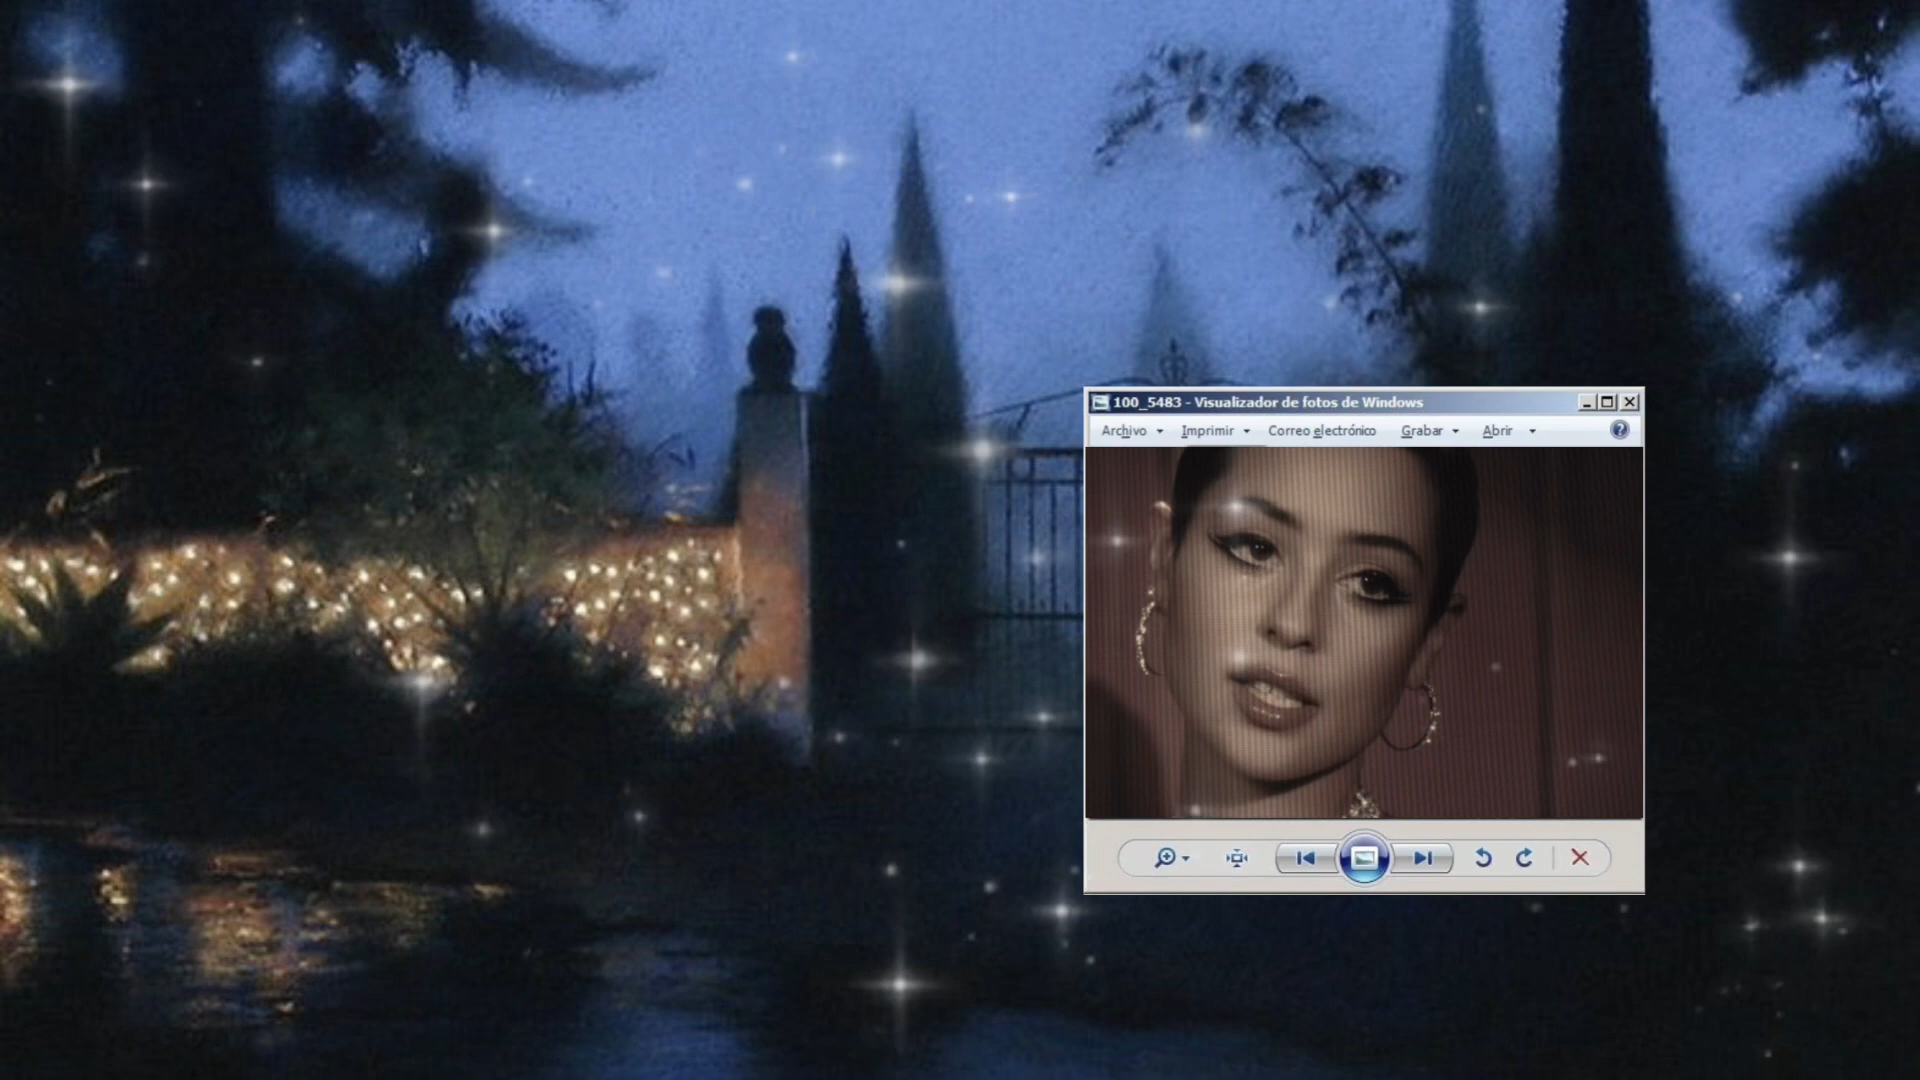 100_5483 - Visualizador de fotos de Windows
Archivo Imprimir Correo electrónico Grabar Abrir